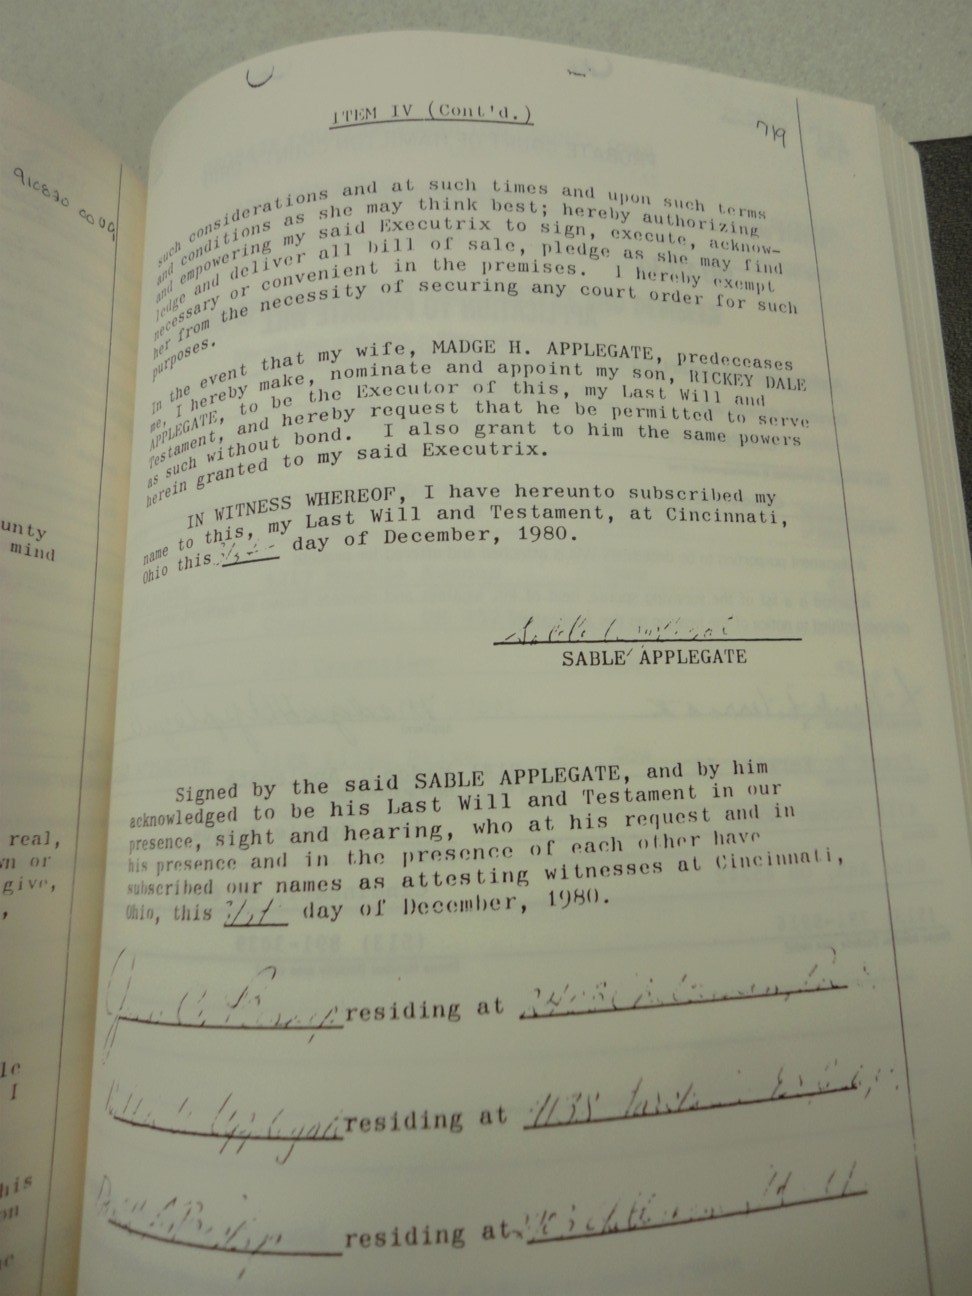 ITEM IV (Cont'd.)
719
such considerations and at such times and upon such terms
and conditions as she may think best; hereby authorizing
and empowering my said Executrix to sign, execute, acknow-
ledge and deliver all bill of sale, pledge as she may find
necessary or convenient in the premises. I hereby exempt
her from the necessity of securing any court order for such
purposes.
In the event that my wife, MADGE H. APPLEGATE, predeceases
me, I hereby make, nominate and appoint my son, RICKEY DALE
APPLEGATE, to be the Executor of this, my Last Will and
Testament, and hereby request that he be permitted to serve
as such without bond. I also grant to him the same powers
herein granted to my said Executrix.
IN WITNESS WHEREOF, I have hereunto subscribed my
name to this, my Last Will and Testament, at Cincinnati,
Ohio this day of December, 1980.
SABLE APPLEGATE
Signed by the said SABLE APPLEGATE, and by him
acknowledged to be his Last Will and Testament in our
presence, sight and hearing, who at his request and in
his presence and in the presence of each other have
subscribed our names as attesting witnesses at Cincinnati,
Ohio, this day of December, 1980.
residing at
Applegate residing at
residing at
unty
mind
real,
wn or
give,
,
le
I
his
on